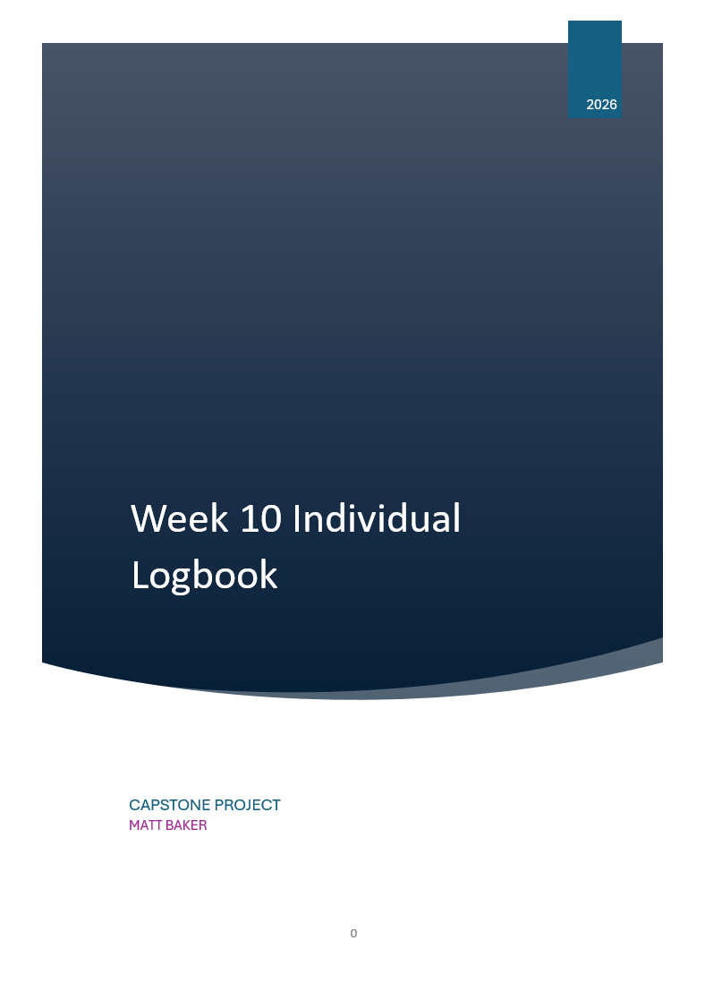 2026
Week 10 Individual
Logbook
CAPSTONE PROJECT
MATT BAKER
0